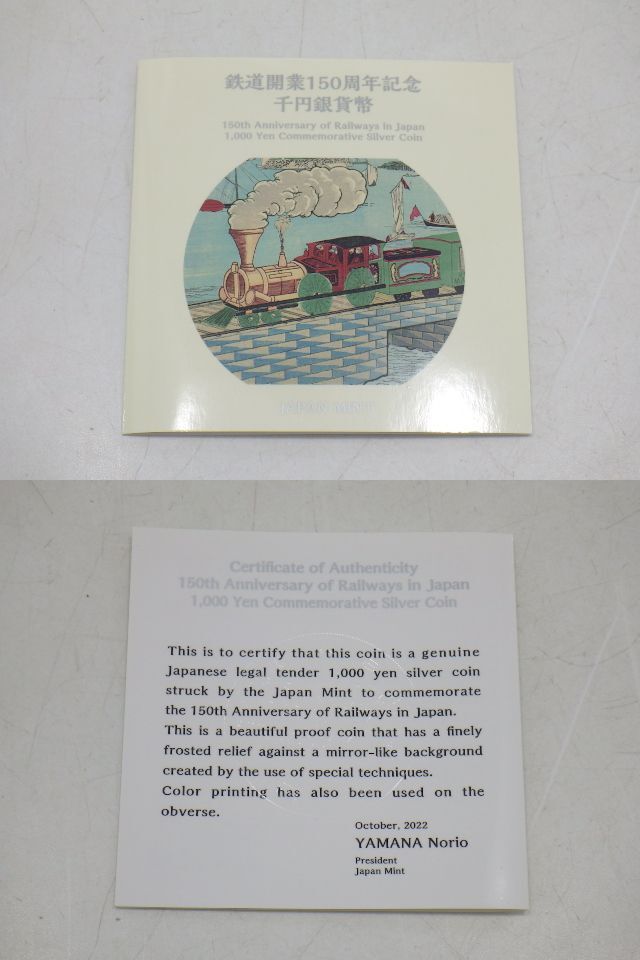 鉄道開業150周年記念
千円銀貨幣
150th Anniversary of Railways in Japan
1,000 Yen Commemorative Silver Coin
JAPAN MINT
Certificate of Authenticity
150th Anniversary of Railways in Japan
1,000 Yen Commemorative Silver Coin
This is to certify that this coin is a genuine
Japanese legal tender 1,000 yen silver coin
struck by the Japan Mint to commemorate
the 150th Anniversary of Railways in Japan.
This is a beautiful proof coin that has a finely
frosted relief against a mirror-like background
created by the use of special techniques.
Color printing has also been used on the
obverse.
October, 2022
YAMANA Norio
President
Japan Mint